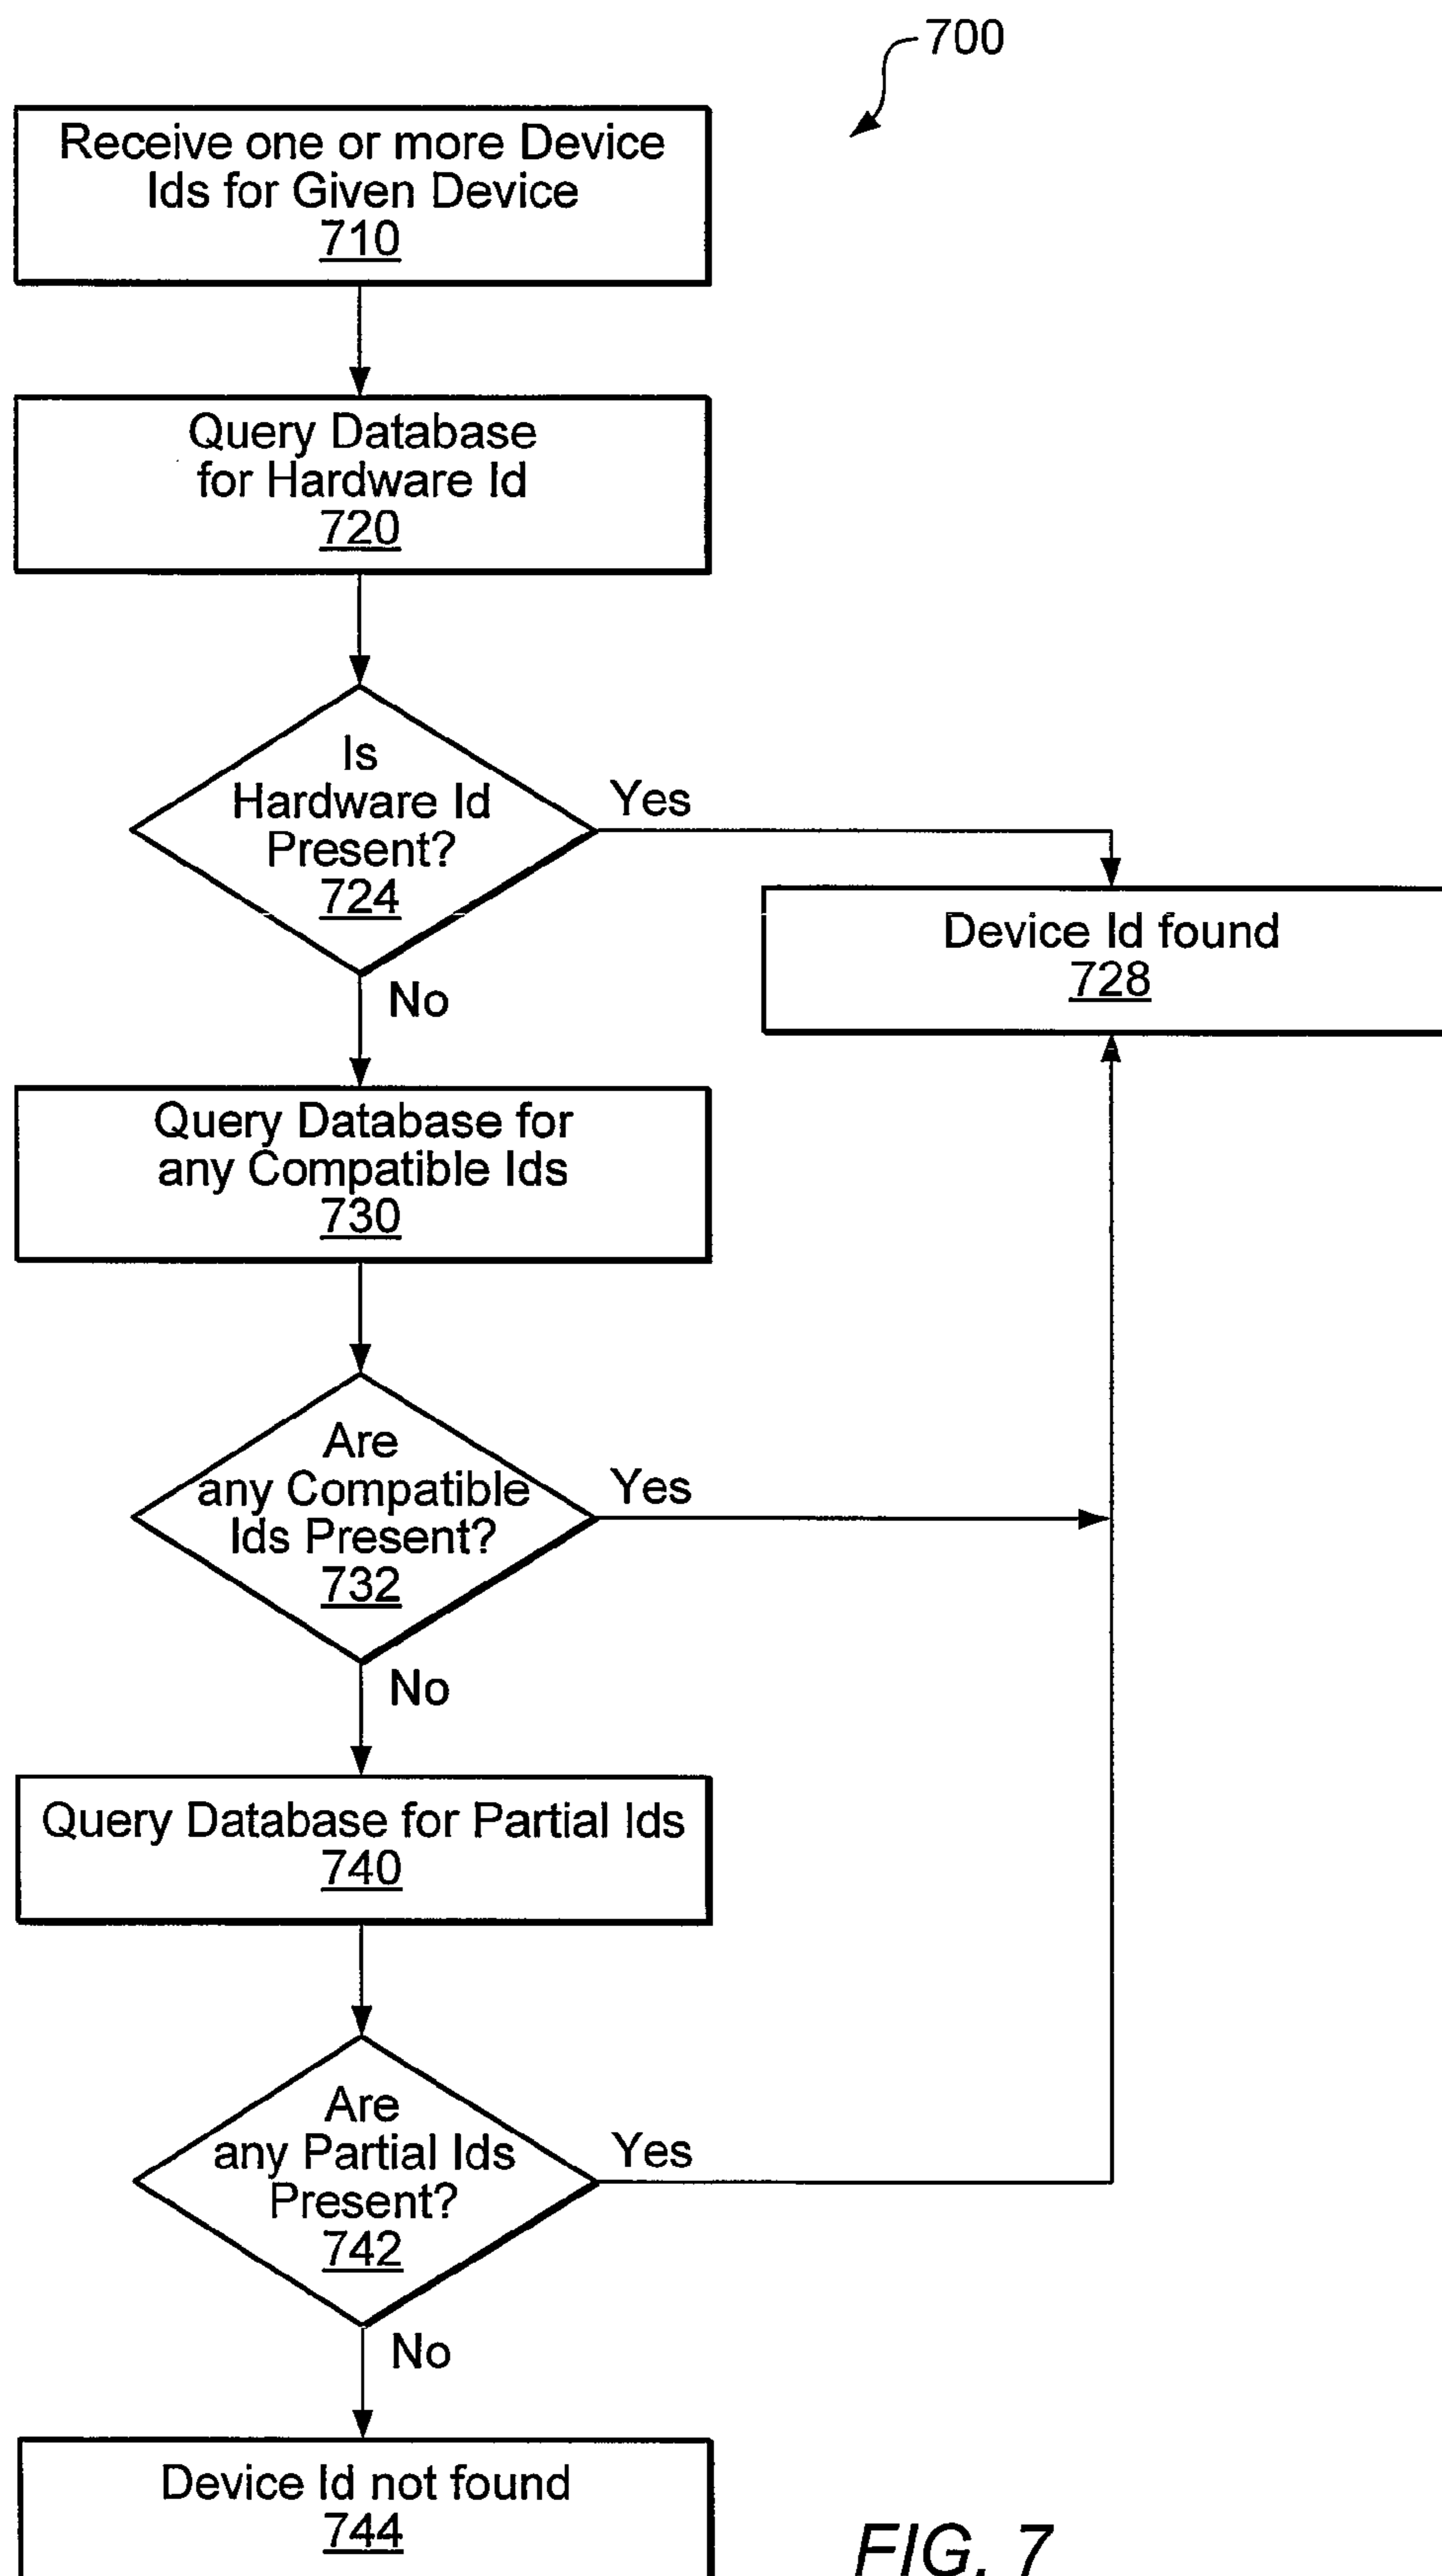 700
Receive one or more Device
Ids for Given Device
710
Query Database
for Hardware Id
720
Is
Hardware Id
Present?
724
Yes
No
Device Id found
728
Query Database for
any Compatible Ids
730
Are
any Compatible
Ids Present?
732
Yes
No
Query Database for Partial Ids
740
Are
any Partial Ids
Present?
742
Yes
No
Device Id not found
744
FIG. 7